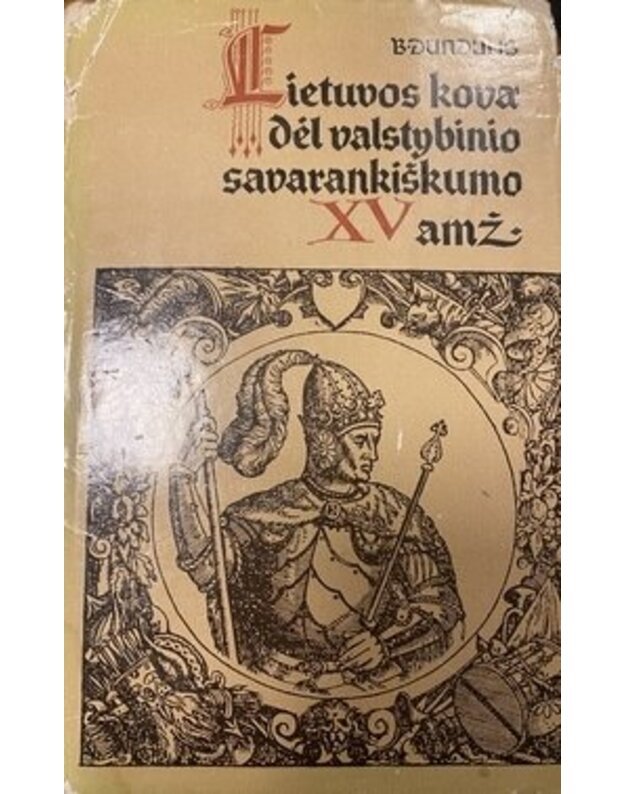 B·DUNDULIS
Lietuvos kova
dėl valstybinio
savarankiškumo
XV amž.